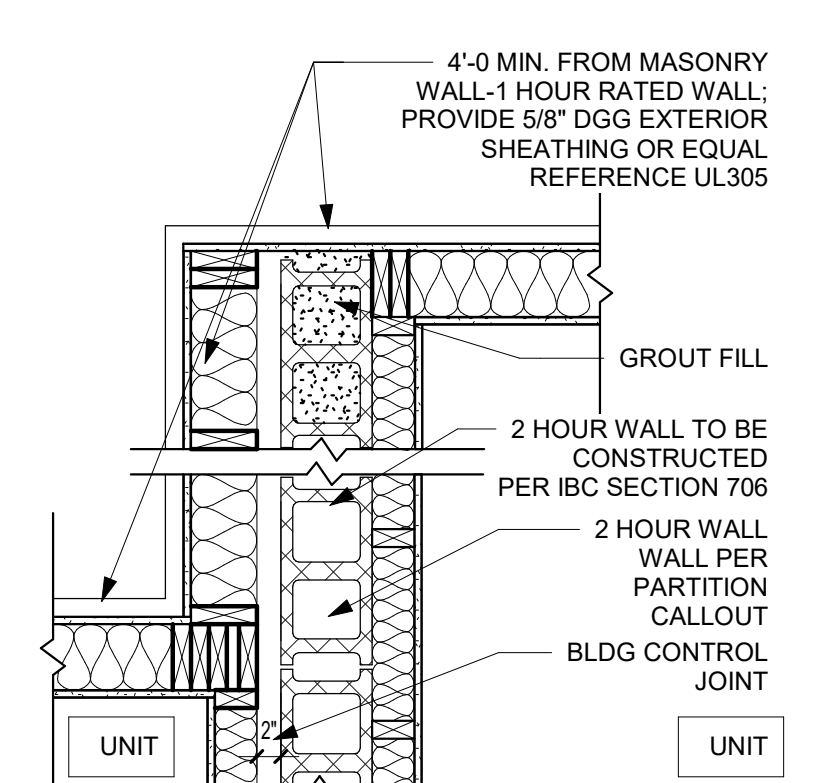 4'-0 MIN. FROM MASONRY
WALL-1 HOUR RATED WALL;
PROVIDE 5/8" DGG EXTERIOR
SHEATHING OR EQUAL
REFERENCE UL305
GROUT FILL
2 HOUR WALL TO BE
CONSTRUCTED
PER IBC SECTION 706
2 HOUR WALL
WALL PER
PARTITION
CALLOUT
BLDG CONTROL
JOINT
2"
UNIT
UNIT